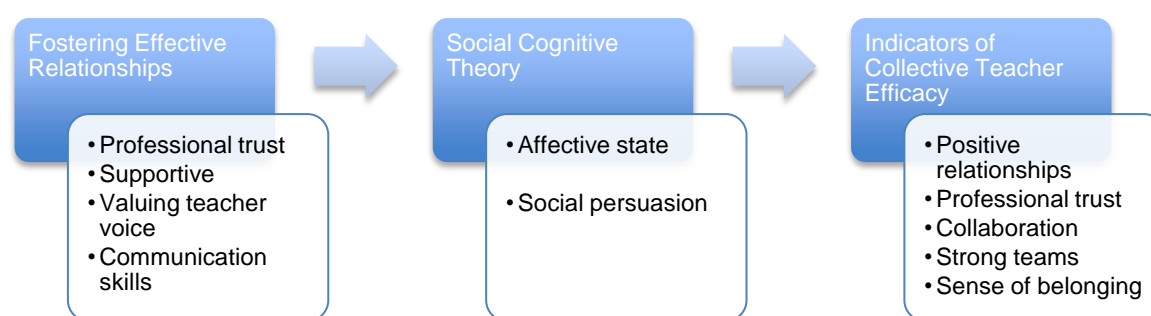 Fostering Effective
Relationships
• Professional trust
• Supportive
• Valuing teacher
voice
• Communication
skills
Social Cognitive
Theory
• Affective state
• Social persuasion
Indicators of
Collective Teacher
Efficacy
• Positive
relationships
• Professional trust
• Collaboration
• Strong teams
• Sense of belonging